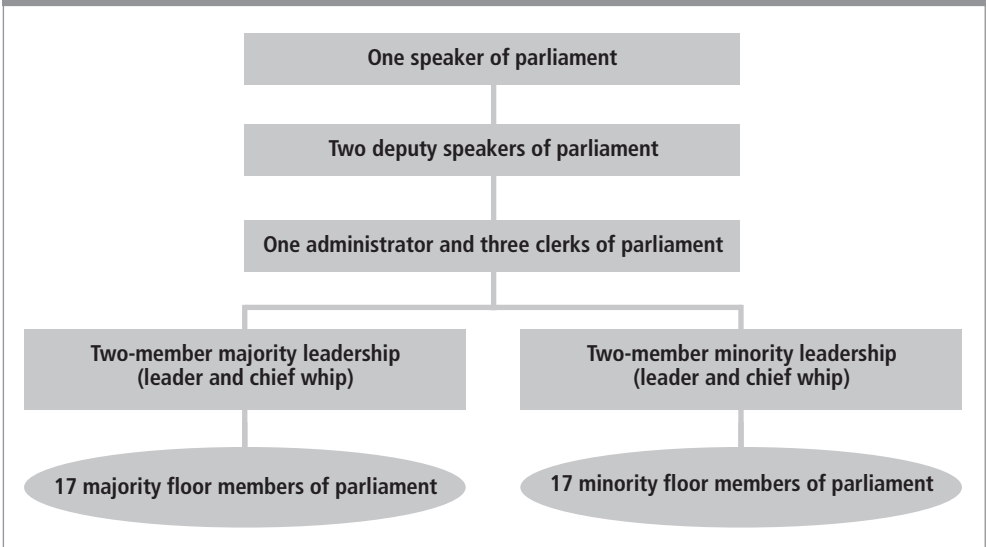 One speaker of parliament
Two deputy speakers of parliament
One administrator and three clerks of parliament
Two-member majority leadership
(leader and chief whip)
Two-member minority leadership
(leader and chief whip)
17 majority floor members of parliament
17 minority floor members of parliament